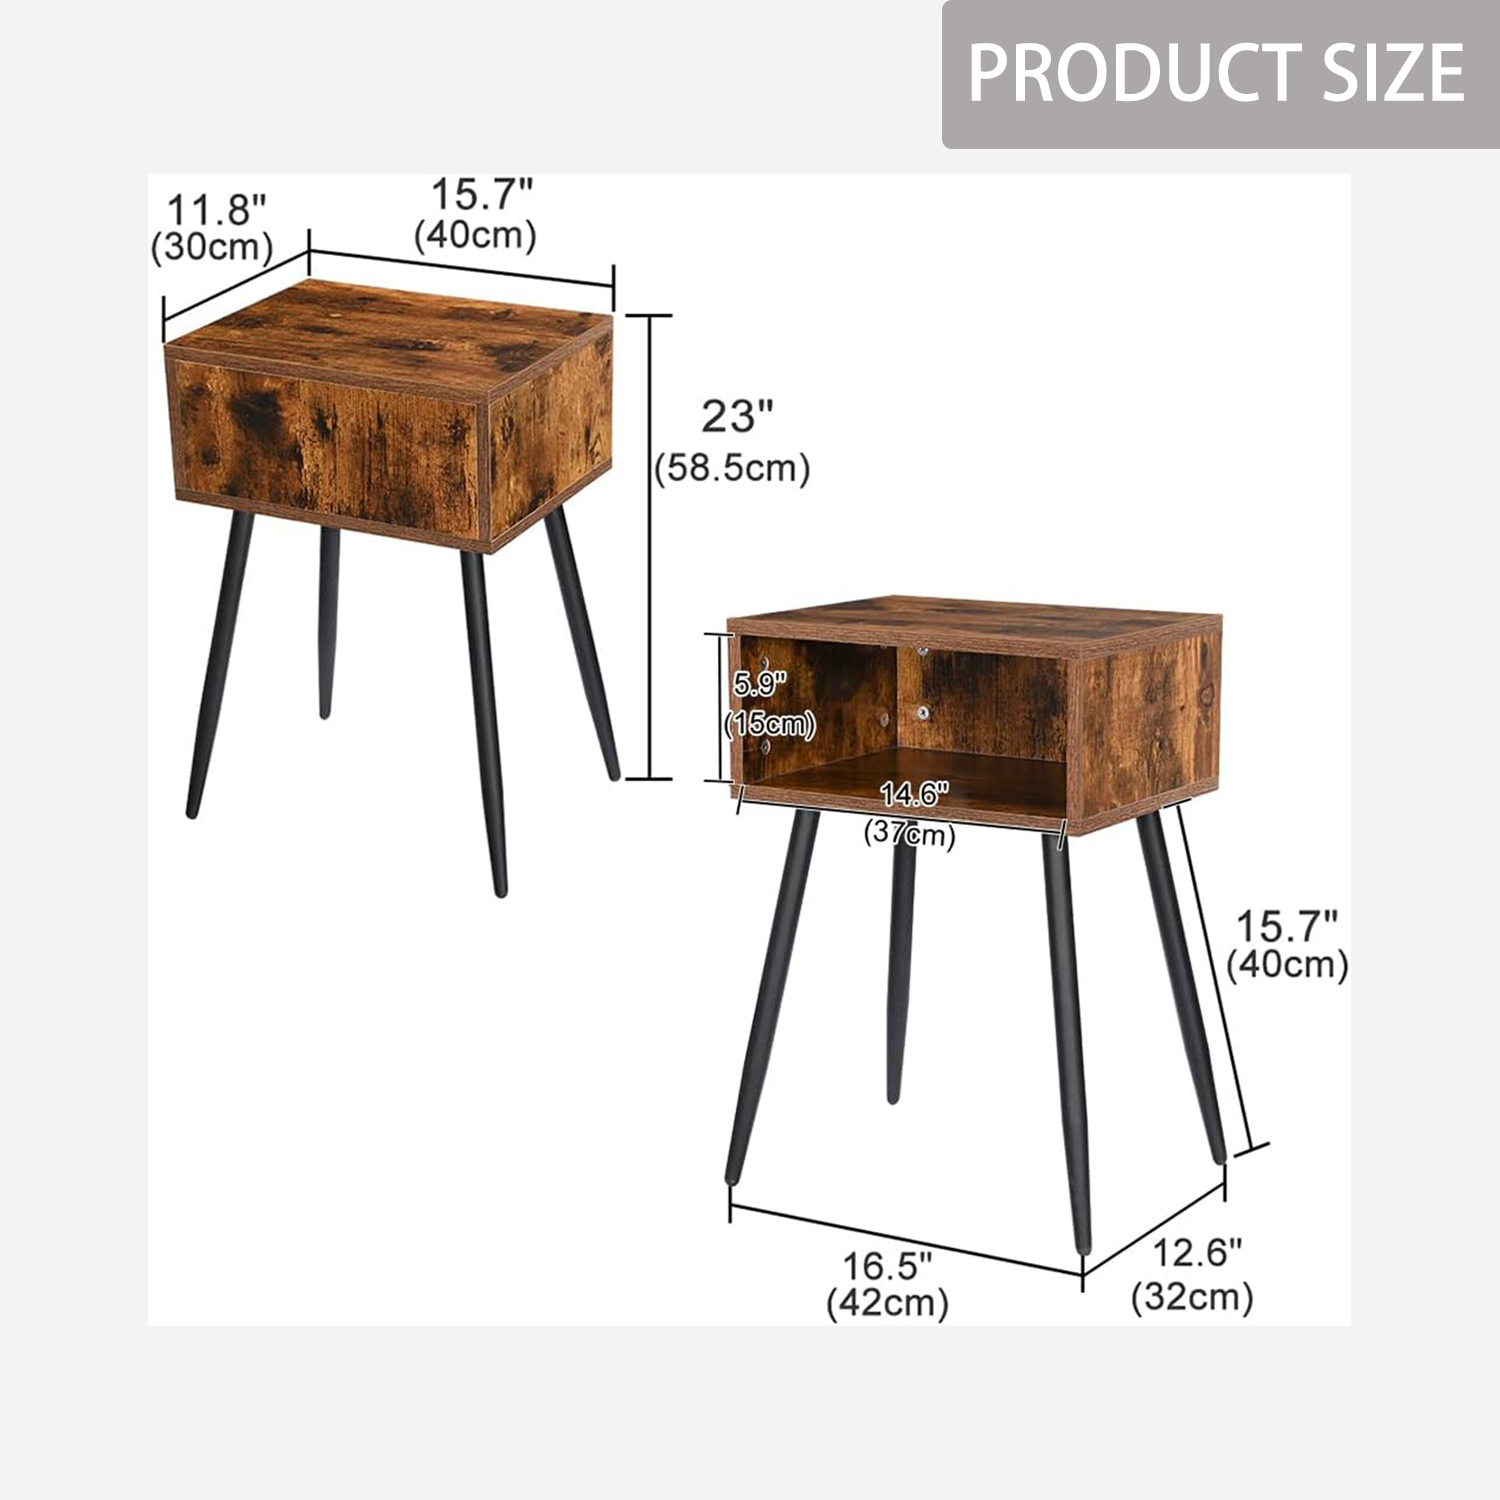 PRODUCT SIZE
11.8"
(30cm)
15.7"
(40cm)
23"
(58.5cm)
5.9"
(15cm)
14.6"
(37cm)
15.7"
(40cm)
16.5"
(42cm)
12.6"
(32cm)